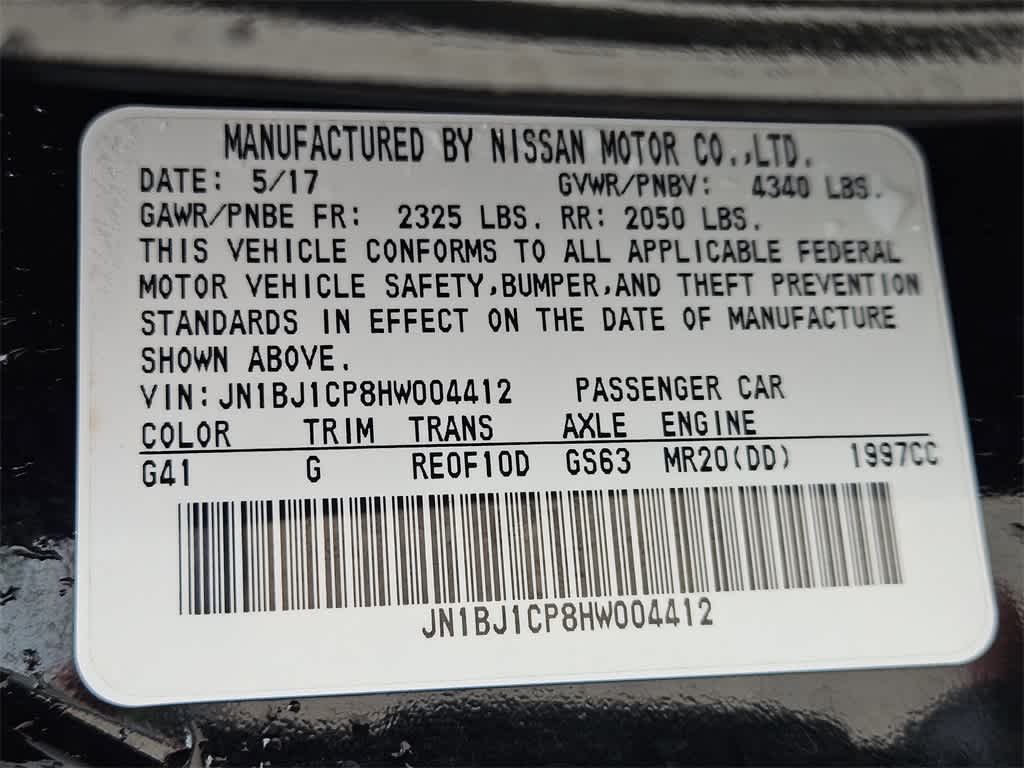 MANUFACTURED BY NISSAN MOTOR CO.,LTD.
DATE: 5/17 GVWR/PNBV: 4340 LBS.
GAWR/PNBE FR: 2325 LBS. RR: 2050 LBS.
THIS VEHICLE CONFORMS TO ALL APPLICABLE FEDERAL
MOTOR VEHICLE SAFETY,BUMPER,AND THEFT PREVENTION
STANDARDS IN EFFECT ON THE DATE OF MANUFACTURE
SHOWN ABOVE.
VIN:JN1BJ1CP8HW004412 PASSENGER CAR
COLOR TRIM TRANS AXLE ENGINE
G41 G RE0F10D GS63 MR20(DD) 1997CC
JN1BJ1CP8HW004412